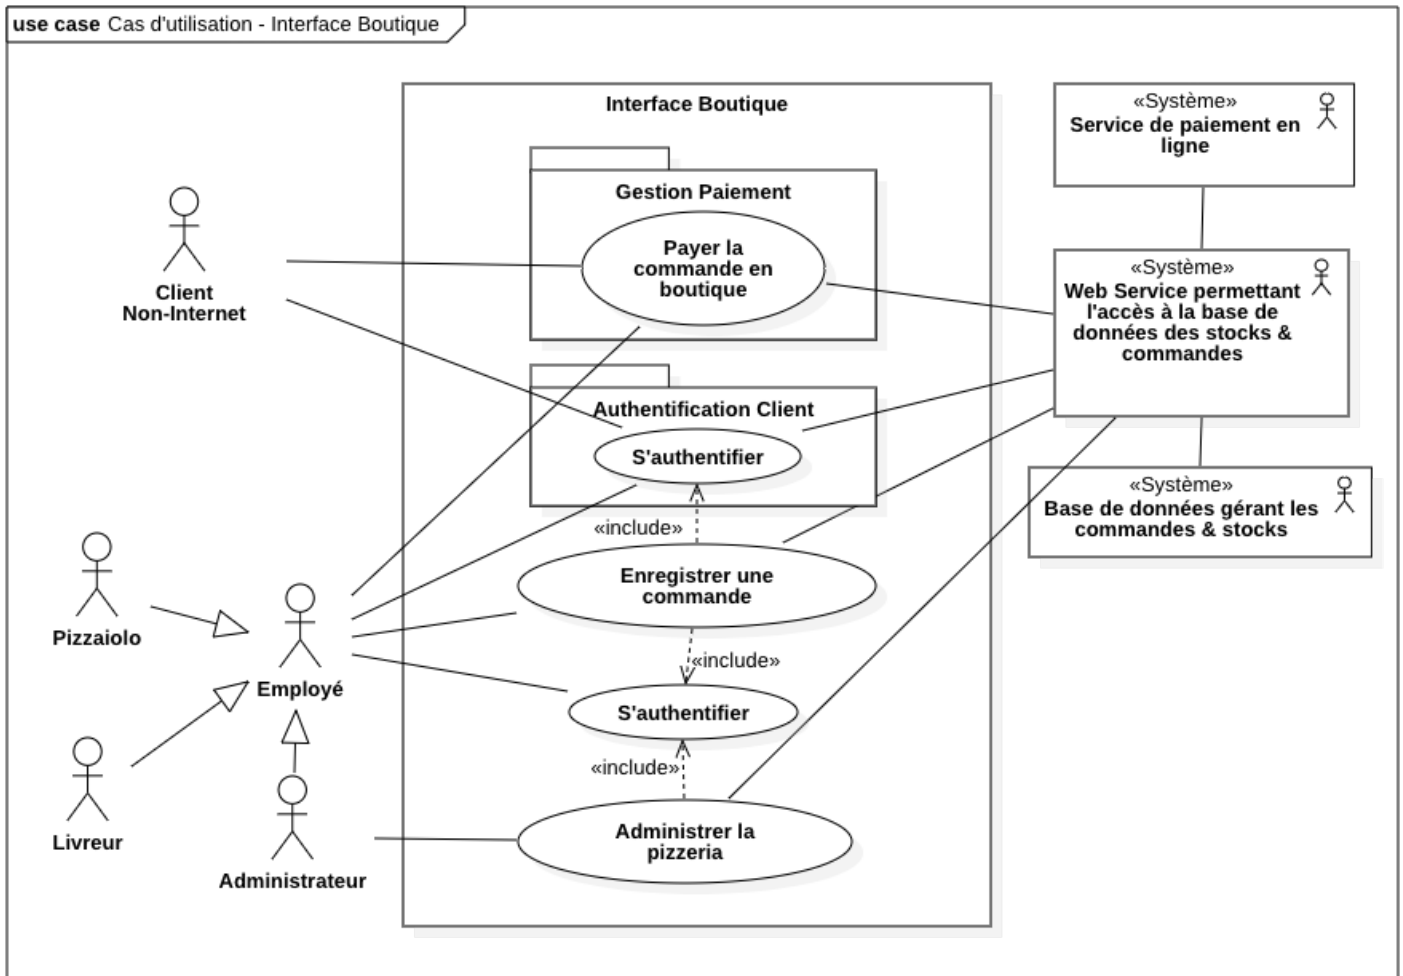 use case Cas d'utilisation - Interface Boutique
Interface Boutique
«Système»
Service de paiement en
ligne
Gestion Paiement
Payer la
commande en
boutique
Client
Non-Internet
«Système»
Web Service permettant
l'accès à la base de
données des stocks &
commandes
Authentification Client
S'authentifier
«Système»
Base de données gérant les
commandes & stocks
«include»
Enregistrer une
commande
Pizzaiolo
Employé
«include»
S'authentifier
«include»
Livreur
Administrer la
pizzeria
Administrateur